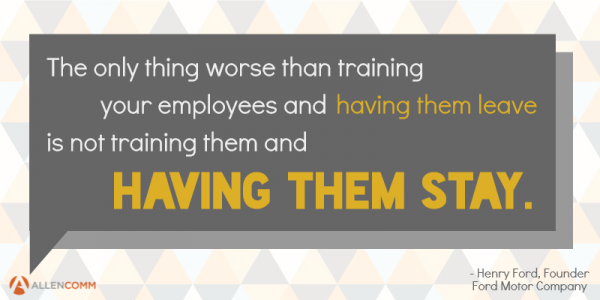 The only thing worse than training
your employees and having them leave
is not training them and
HAVING THEM STAY.
- Henry Ford, Founder
Ford Motor Company
ALLENCOMM